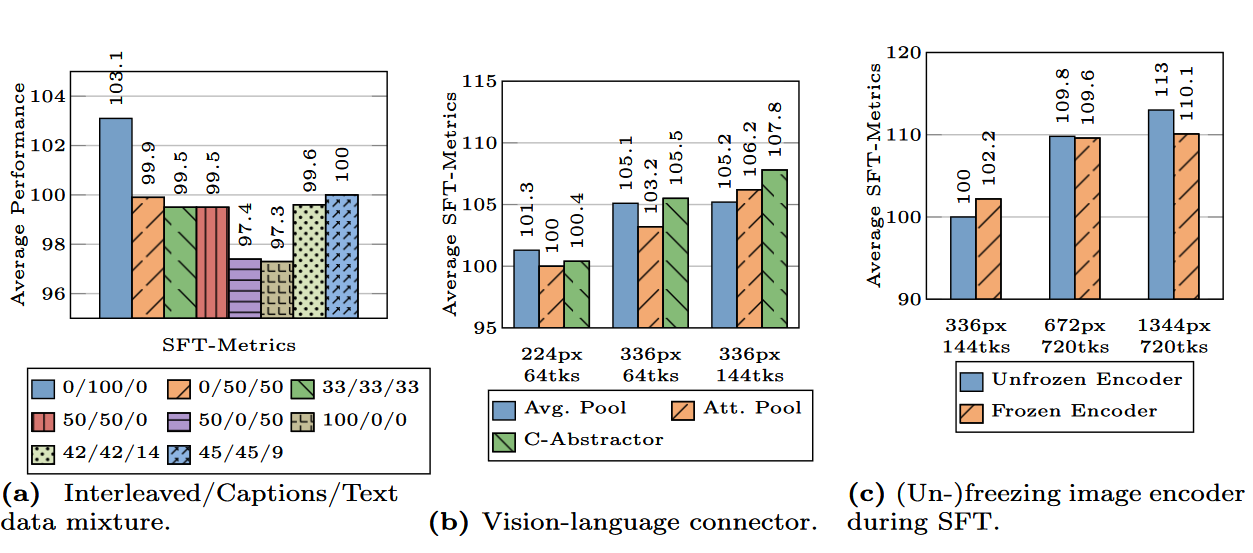 Average Performance
104
102
100
98
96
103.1
99.9
99.5
99.5
97.4
97.3
99.6
100
SFT-Metrics
0/100/0 0/50/50 33/33/33
50/50/0 50/0/50 100/0/0
42/42/14 45/45/9
(a) Interleaved/Captions/Text
data mixture.
Average SFT-Metrics
115
110
105
100
95
101.3
100
100.4
105.1
103.2
105.5
105.2
106.2
107.8
224px 336px 336px
64tks 64tks 144tks
Avg. Pool Att. Pool
C-Abstractor
(b) Vision-language connector.
Average SFT-Metrics
120
110
100
90
100
102.2
109.8
109.6
113
110.1
336px 672px 1344px
144tks 720tks 720tks
Unfrozen Encoder
Frozen Encoder
(c) (Un-)freezing image encoder
during SFT.